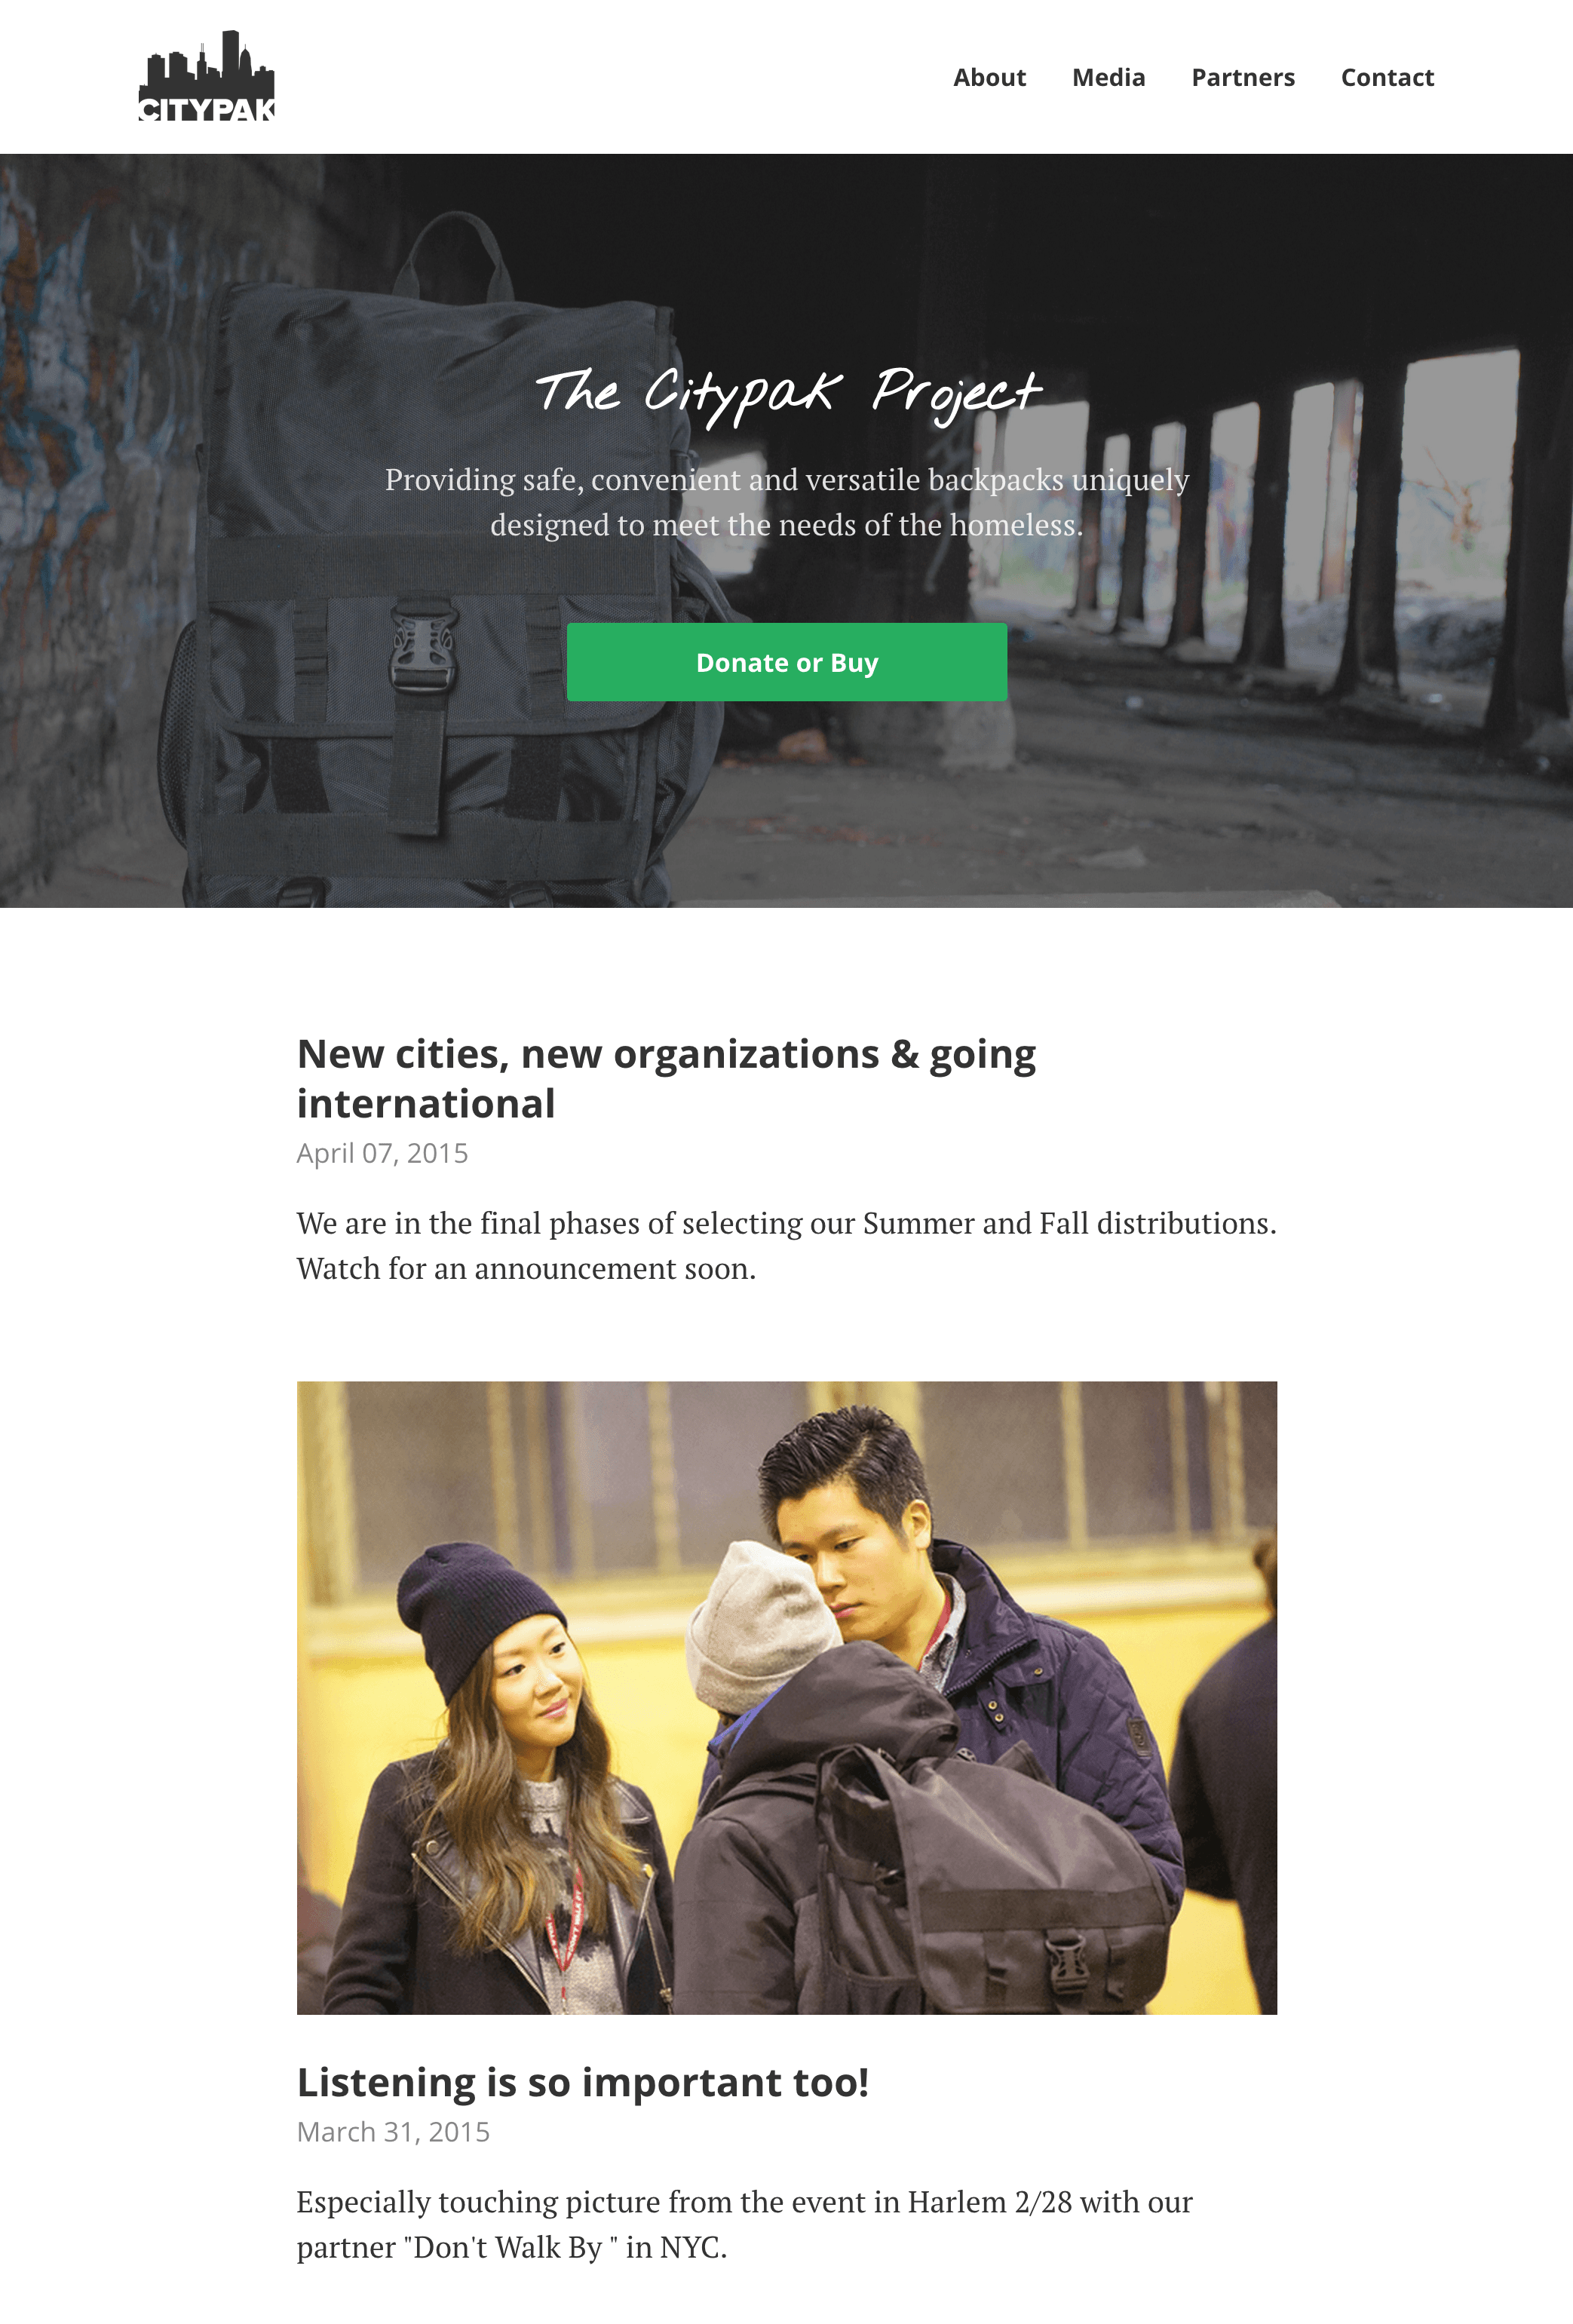 CITYPAK
About Media Partners Contact
The Citypak Project
Providing safe, convenient and versatile backpacks uniquely
designed to meet the needs of the homeless.
Donate or Buy
New cities, new organizations & going
international
April 07, 2015
We are in the final phases of selecting our Summer and Fall distributions.
Watch for an announcement soon.
Listening is so important too!
March 31, 2015
Especially touching picture from the event in Harlem 2/28 with our
partner "Don't Walk By " in NYC.